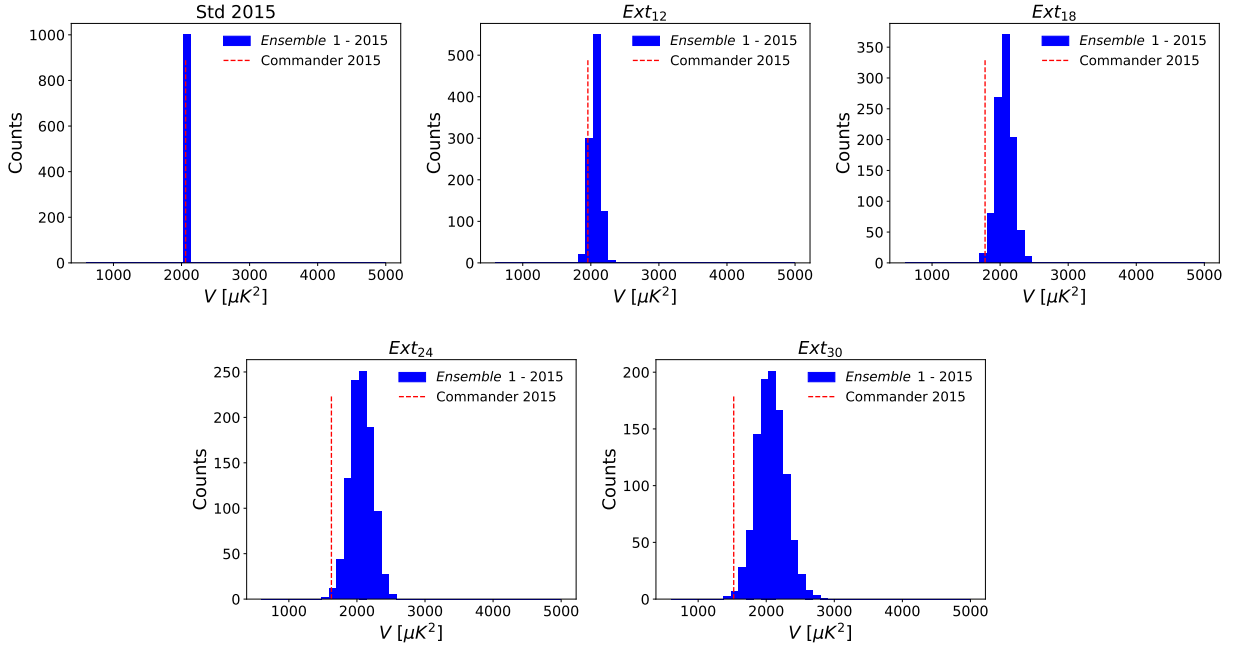 Std 2015
Counts
1000
800
600
400
200
0
Ensemble 1 - 2015
Commander 2015
1000 2000 3000 4000 5000
V [μK²]
Ext₁₂
Counts
500
400
300
200
100
0
Ensemble 1 - 2015
Commander 2015
1000 2000 3000 4000 5000
V [μK²]
Ext₁₈
Counts
350
300
250
200
150
100
50
0
Ensemble 1 - 2015
Commander 2015
1000 2000 3000 4000 5000
V [μK²]
Ext₂₄
Counts
250
200
150
100
50
0
Ensemble 1 - 2015
Commander 2015
1000 2000 3000 4000 5000
V [μK²]
Ext₃₀
Counts
200
150
100
50
0
Ensemble 1 - 2015
Commander 2015
1000 2000 3000 4000 5000
V [μK²]